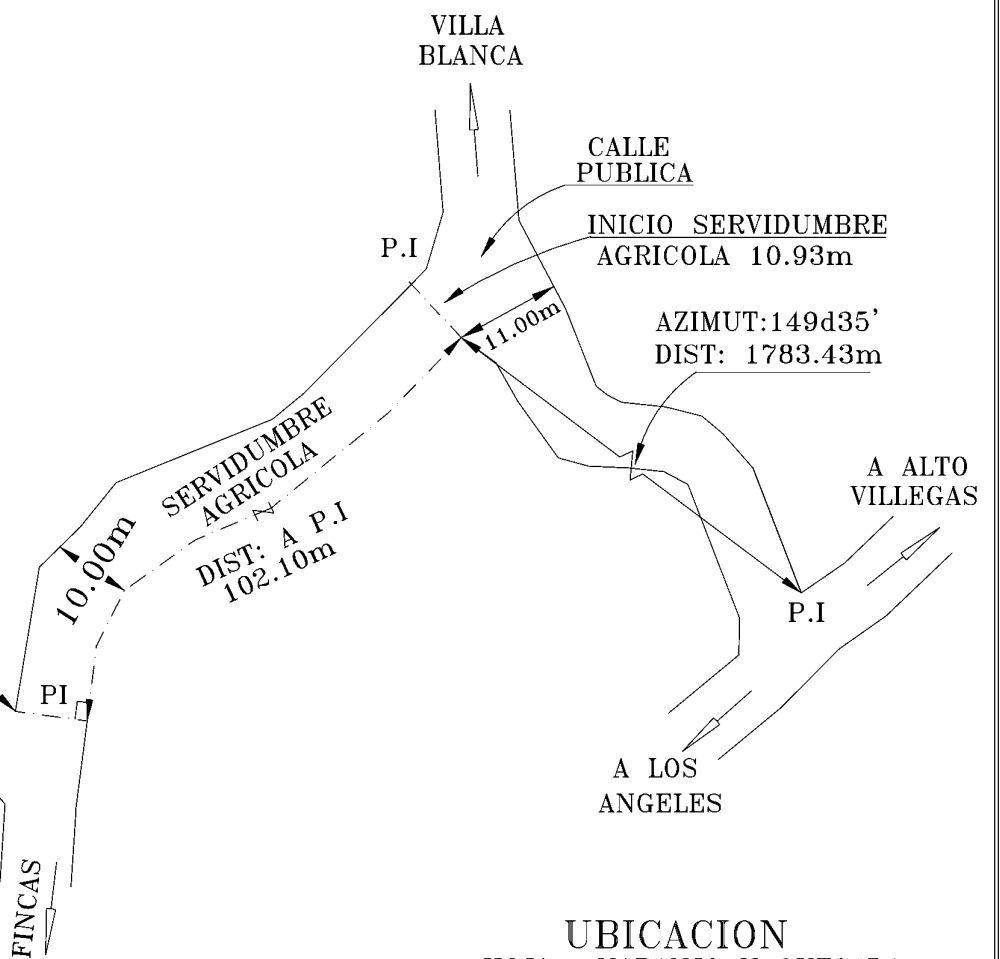 VILLA
BLANCA
CALLE
PUBLICA
P.I
INICIO SERVIDUMBRE
AGRICOLA 10.93m
11.00m
AZIMUT:149d35'
DIST: 1783.43m
SERVIDUMBRE
AGRICOLA
A ALTO
VILLEGAS
10.00m
DIST: A P.I
102.10m
P.I
PI
A LOS
ANGELES
FINCAS
UBICACION